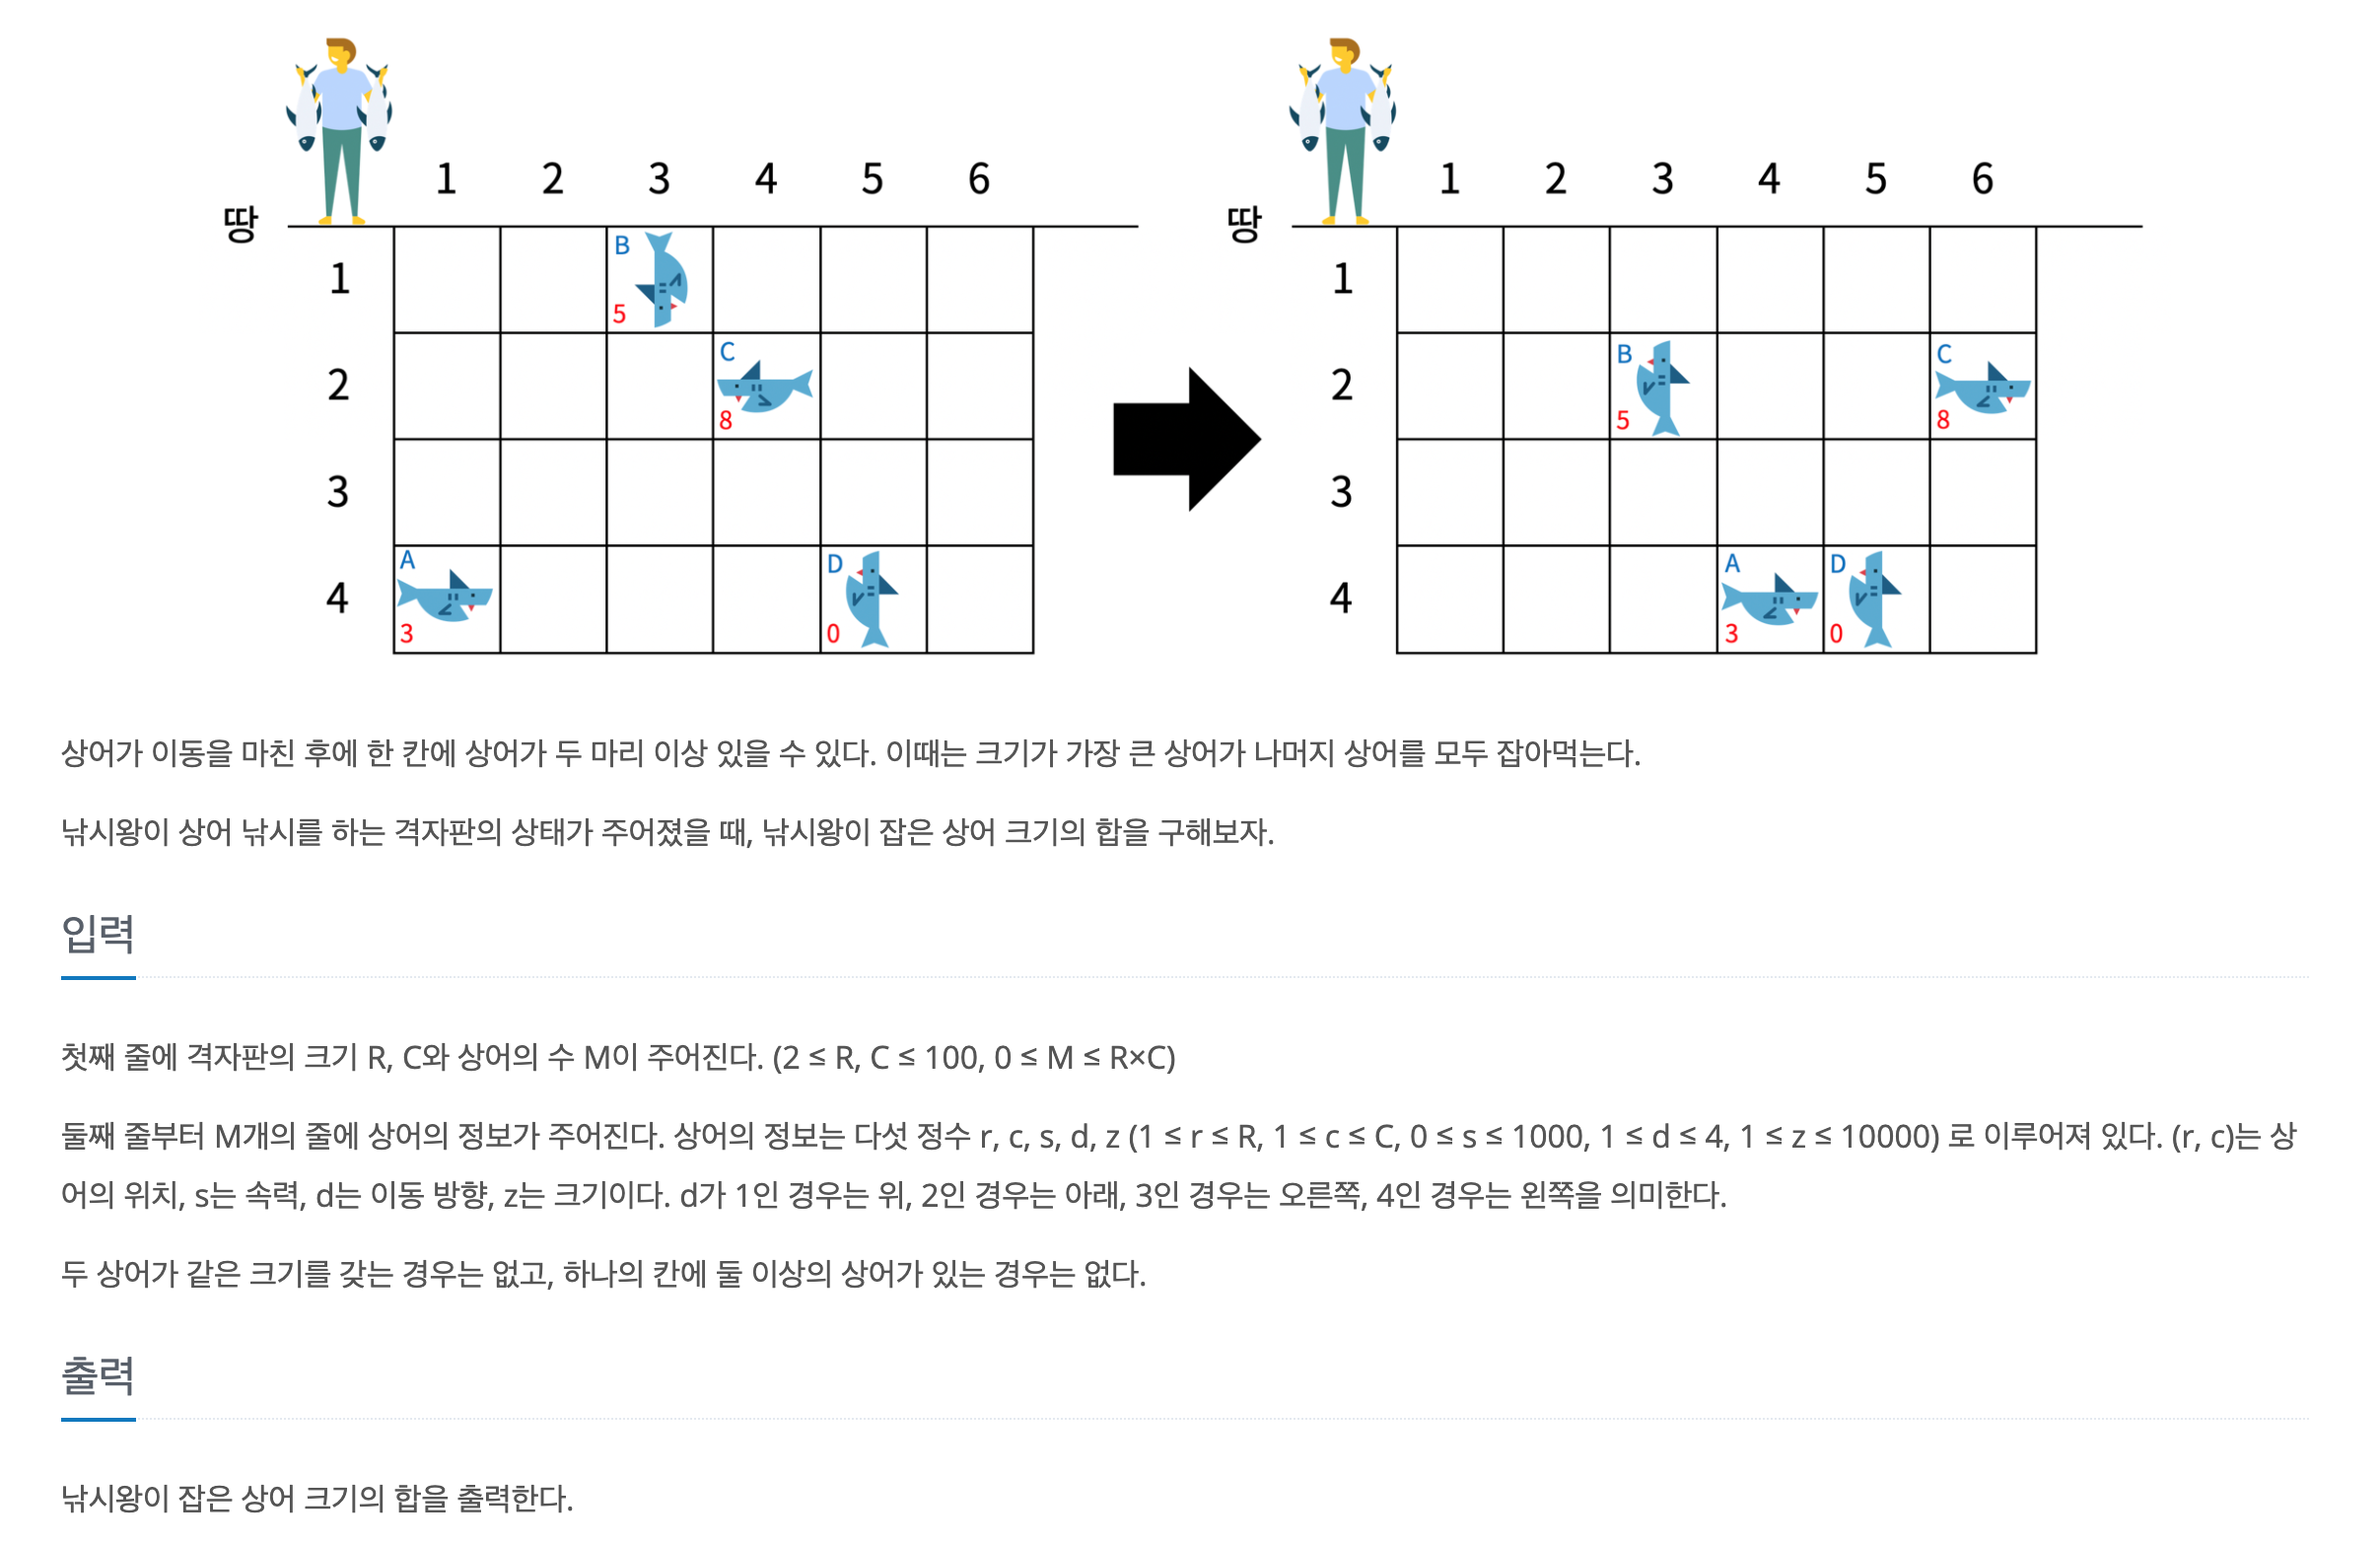 1 2 3 4 5 6 1 2 3 4 5 6
땅 땅
1 B 5 1
2 C 8 2 B 5 C 8
3 3
4 A 3 D 0 4 A 3 D 0
상어가 이동을 마친 후에 한 칸에 상어가 두 마리 이상 있을 수 있다. 이때는 크기가 가장 큰 상어가 나머지 상어를 모두 잡아먹는다.
낚시왕이 상어 낚시를 하는 격자판의 상태가 주어졌을 때, 낚시왕이 잡은 상어 크기의 합을 구해보자.
입력
첫째 줄에 격자판의 크기 R, C와 상어의 수 M이 주어진다. (2 ≤ R, C ≤ 100, 0 ≤ M ≤ R×C)
둘째 줄부터 M개의 줄에 상어의 정보가 주어진다. 상어의 정보는 다섯 정수 r, c, s, d, z (1 ≤ r ≤ R, 1 ≤ c ≤ C, 0 ≤ s ≤ 1000, 1 ≤ d ≤ 4, 1 ≤ z ≤ 10000) 로 이루어져 있다. (r, c)는 상
어의 위치, s는 속력, d는 이동 방향, z는 크기이다. d가 1인 경우는 위, 2인 경우는 아래, 3인 경우는 오른쪽, 4인 경우는 왼쪽을 의미한다.
두 상어가 같은 크기를 갖는 경우는 없고, 하나의 칸에 둘 이상의 상어가 있는 경우는 없다.
출력
낚시왕이 잡은 상어 크기의 합을 출력한다.